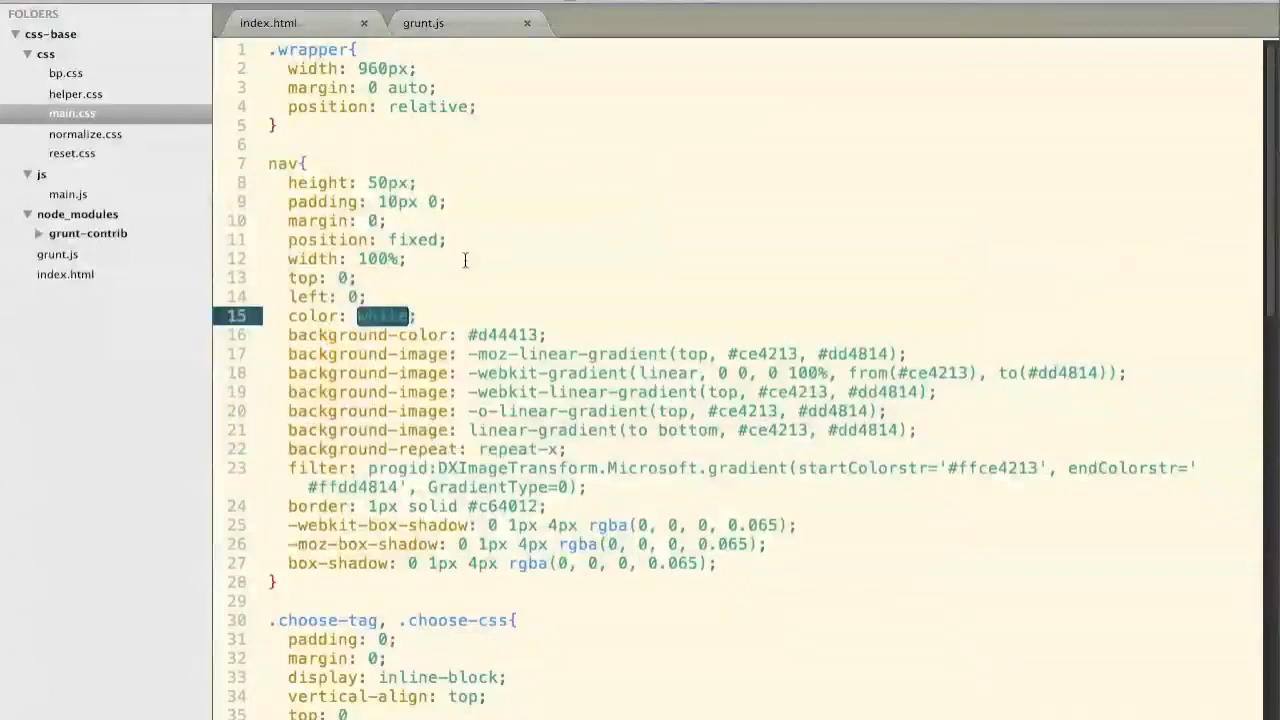 FOLDERS
css-base
css
bp.css
helper.css
main.css
normalize.css
reset.css
js
main.js
node_modules
grunt-contrib
grunt.js
index.html
index.html ×
grunt.js ×
1 .wrapper{
2 width: 960px;
3 margin: 0 auto;
4 position: relative;
5 }
6
7 nav{
8 height: 50px;
9 padding: 10px 0;
10 margin: 0;
11 position: fixed;
12 width: 100%;
13 top: 0;
14 left: 0;
15 color: white;
16 background-color: #d44413;
17 background-image: -moz-linear-gradient(top, #ce4213, #dd4814);
18 background-image: -webkit-gradient(linear, 0 0, 0 100%, from(#ce4213), to(#dd4814));
19 background-image: -webkit-linear-gradient(top, #ce4213, #dd4814);
20 background-image: -o-linear-gradient(top, #ce4213, #dd4814);
21 background-image: linear-gradient(to bottom, #ce4213, #dd4814);
22 background-repeat: repeat-x;
23 filter: progid:DXImageTransform.Microsoft.gradient(startColorstr='#ffce4213', endColorstr='
#ffdd4814', GradientType=0);
24 border: 1px solid #c64012;
25 -webkit-box-shadow: 0 1px 4px rgba(0, 0, 0, 0.065);
26 -moz-box-shadow: 0 1px 4px rgba(0, 0, 0, 0.065);
27 box-shadow: 0 1px 4px rgba(0, 0, 0, 0.065);
28 }
29
30 .choose-tag, .choose-css{
31 padding: 0;
32 margin: 0;
33 display: inline-block;
34 vertical-align: top;
35 top: 0